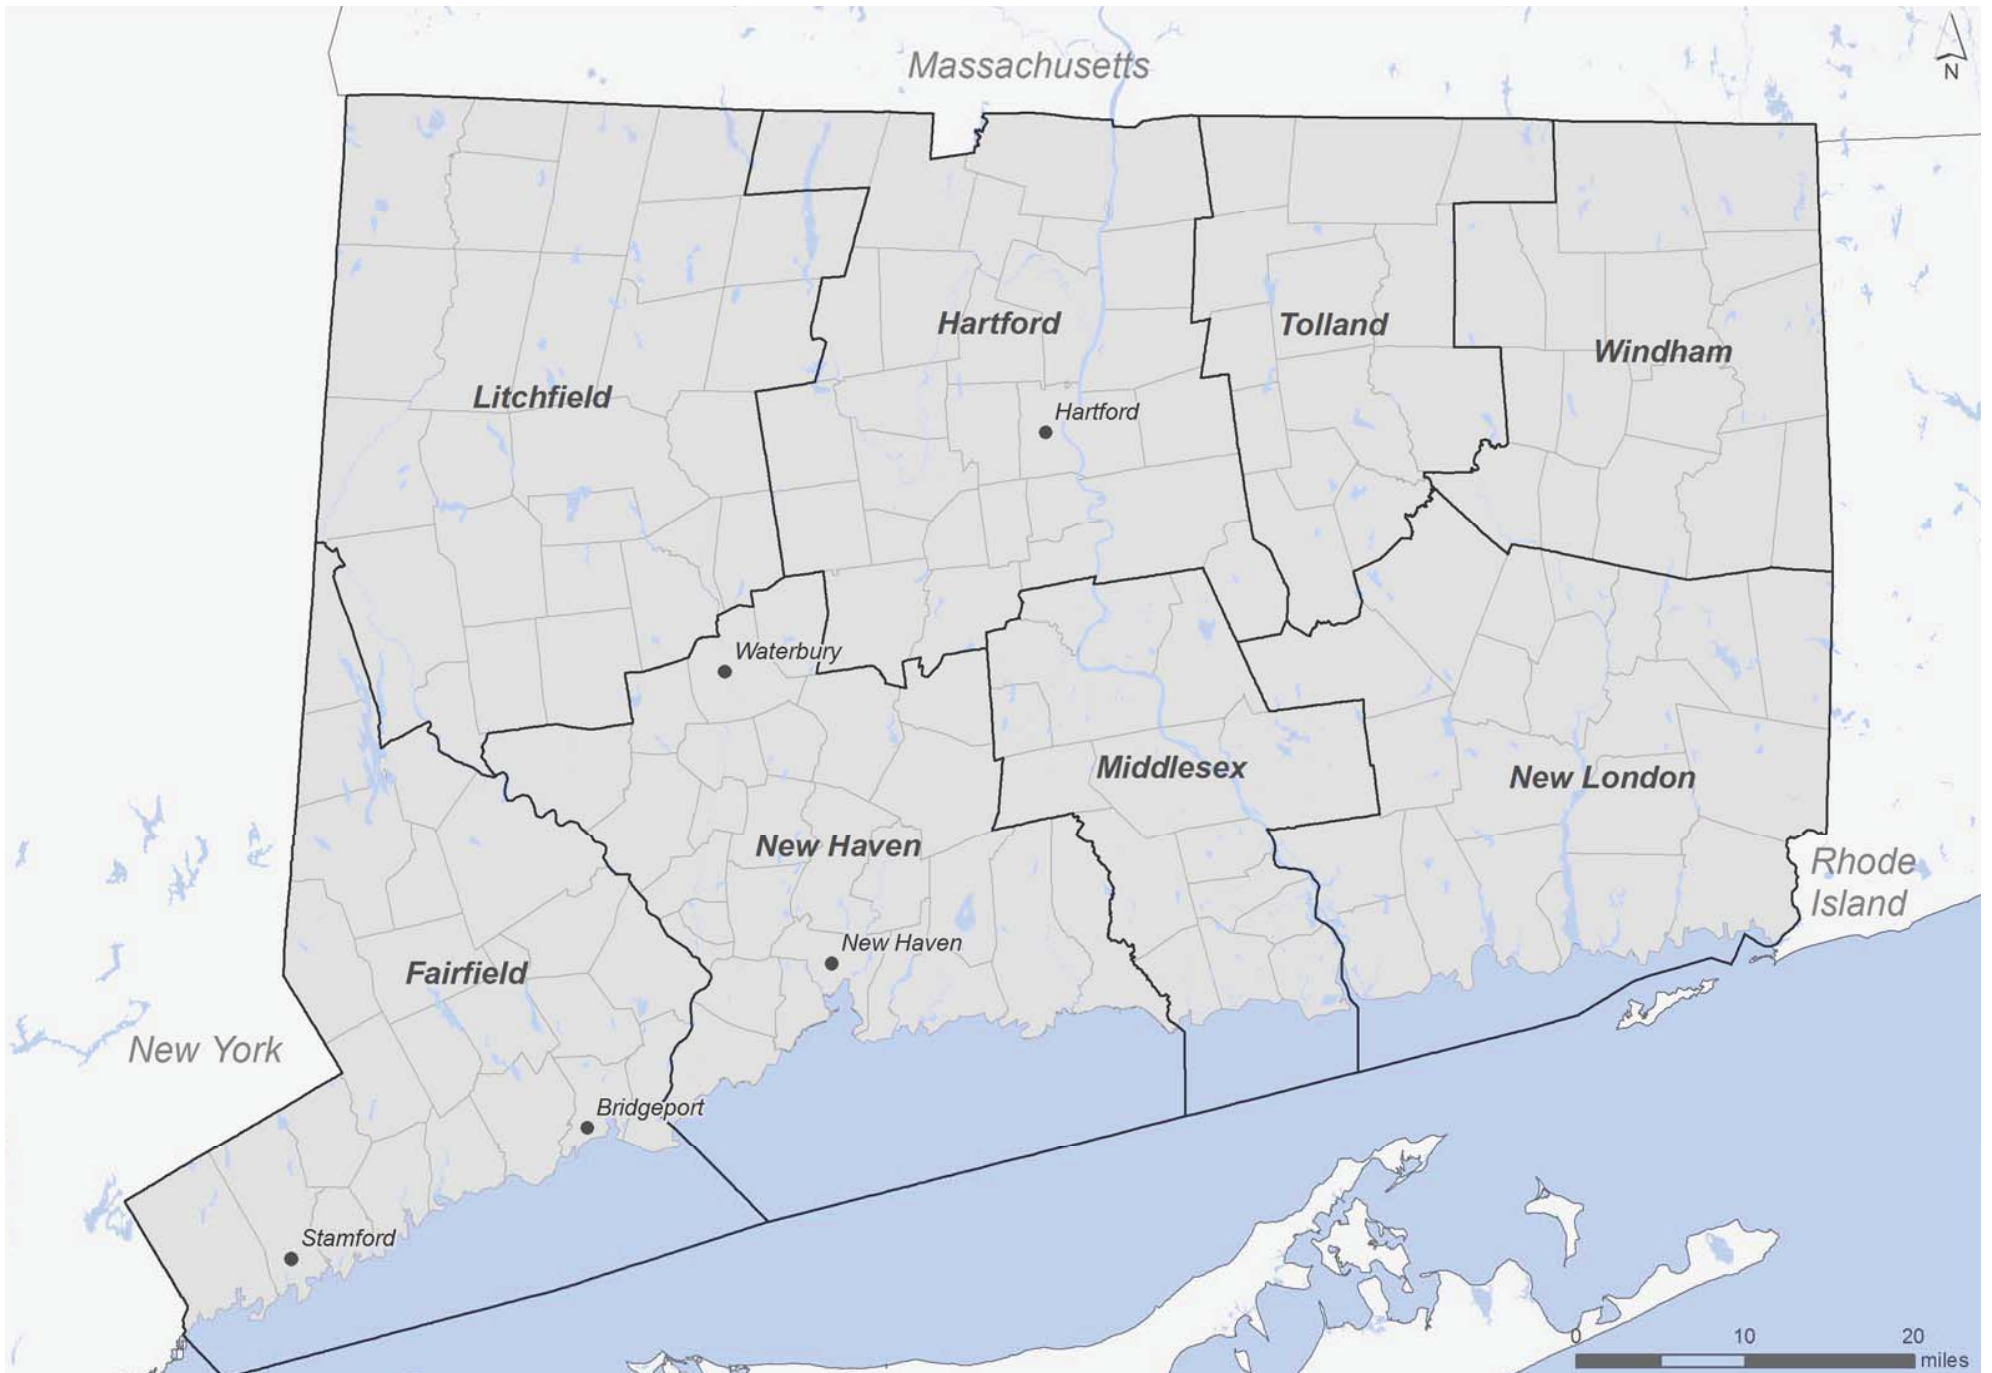 Massachusetts
N
Hartford
Tolland
Windham
Litchfield
Hartford
Waterbury
Middlesex
New London
New Haven
Rhode
Island
New Haven
Fairfield
New York
Bridgeport
Stamford
0 10 20
miles